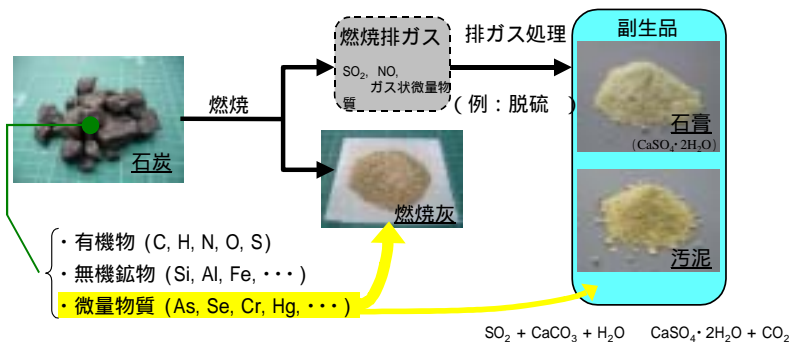 燃焼排ガス
SO₂, NO,
ガス状微量物
質
排ガス処理
(例：脱硫 )
副生品
石膏
(CaSO₄・2H₂O)
汚泥
燃焼
石炭
燃焼灰
・有機物 (C, H, N, O, S)
・無機鉱物 (Si, Al, Fe, ・・・)
・微量物質 (As, Se, Cr, Hg, ・・・)
SO₂ + CaCO₃ + H₂O CaSO₄・2H₂O + CO₂